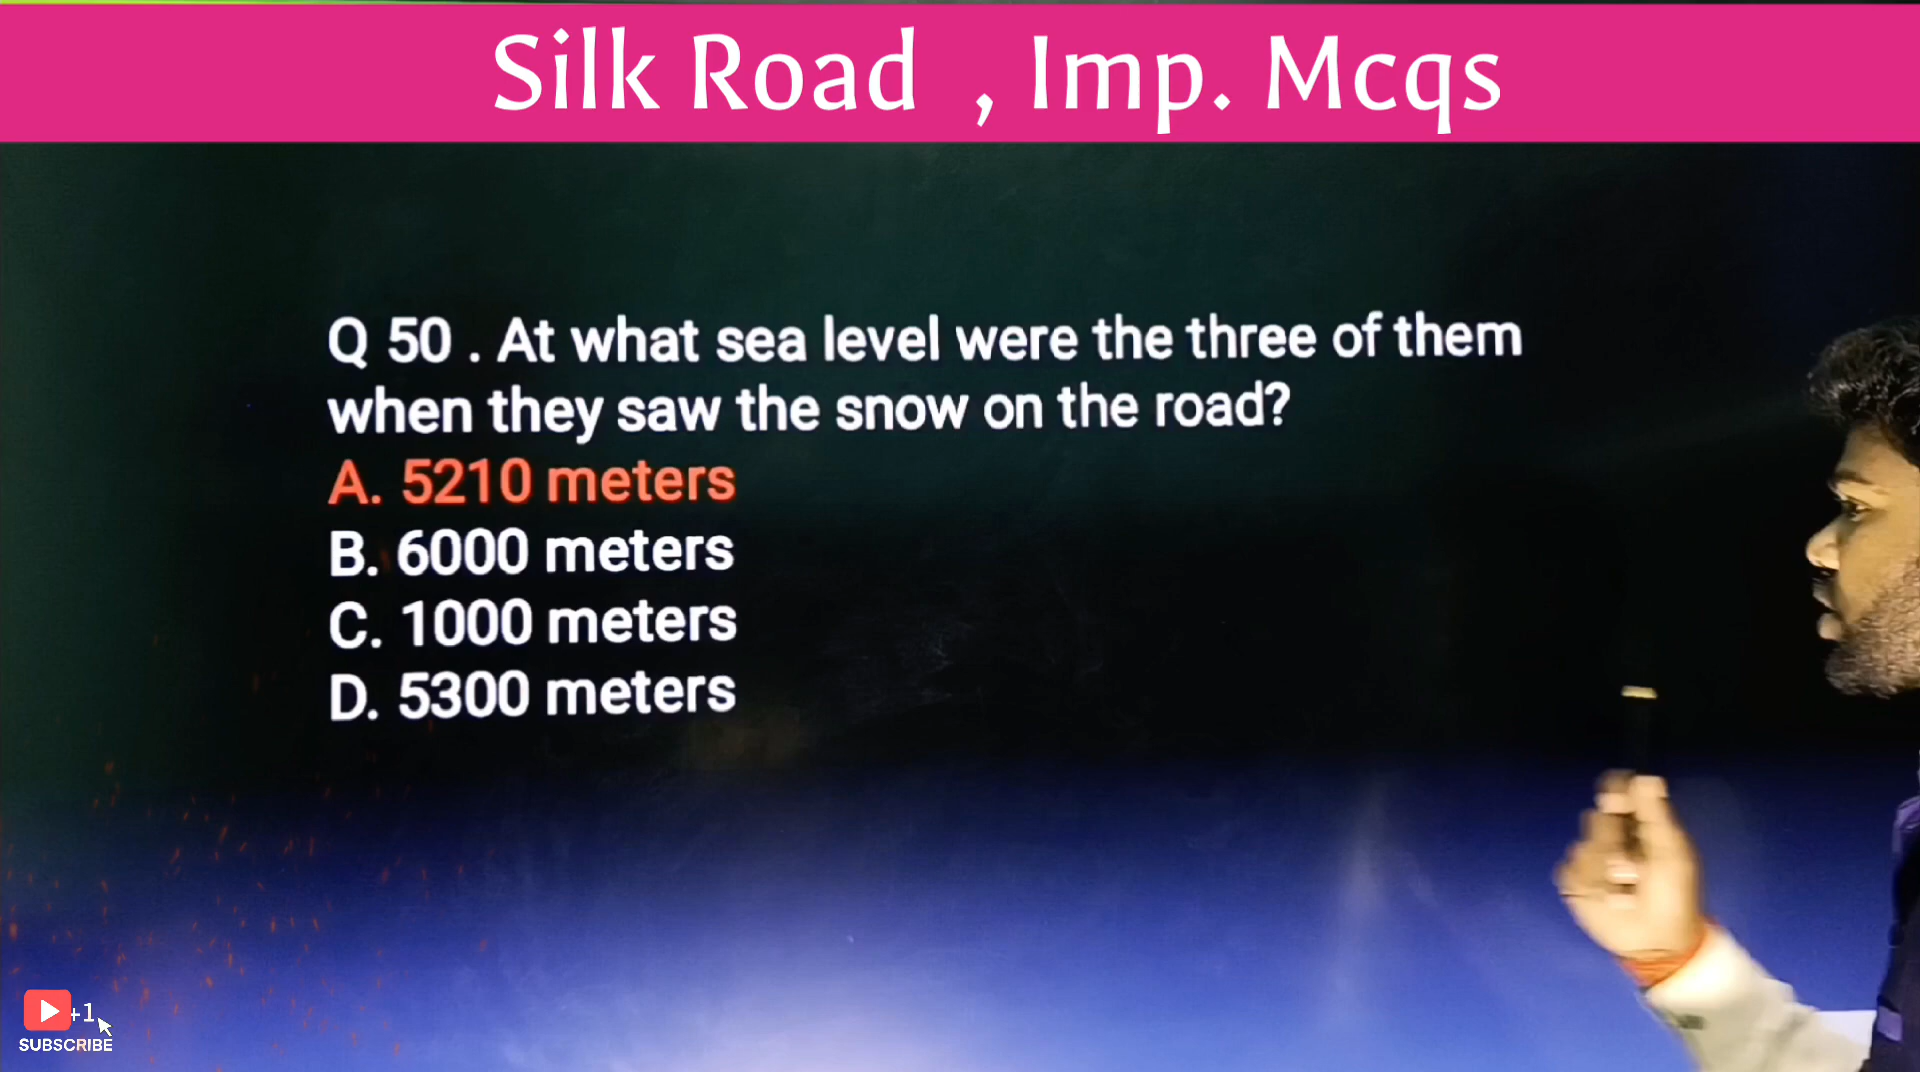 Silk Road , Imp. Mcqs
Q 50 . At what sea level were the three of them
when they saw the snow on the road?
A. 5210 meters
B. 6000 meters
C. 1000 meters
D. 5300 meters
+1
SUBSCRIBE